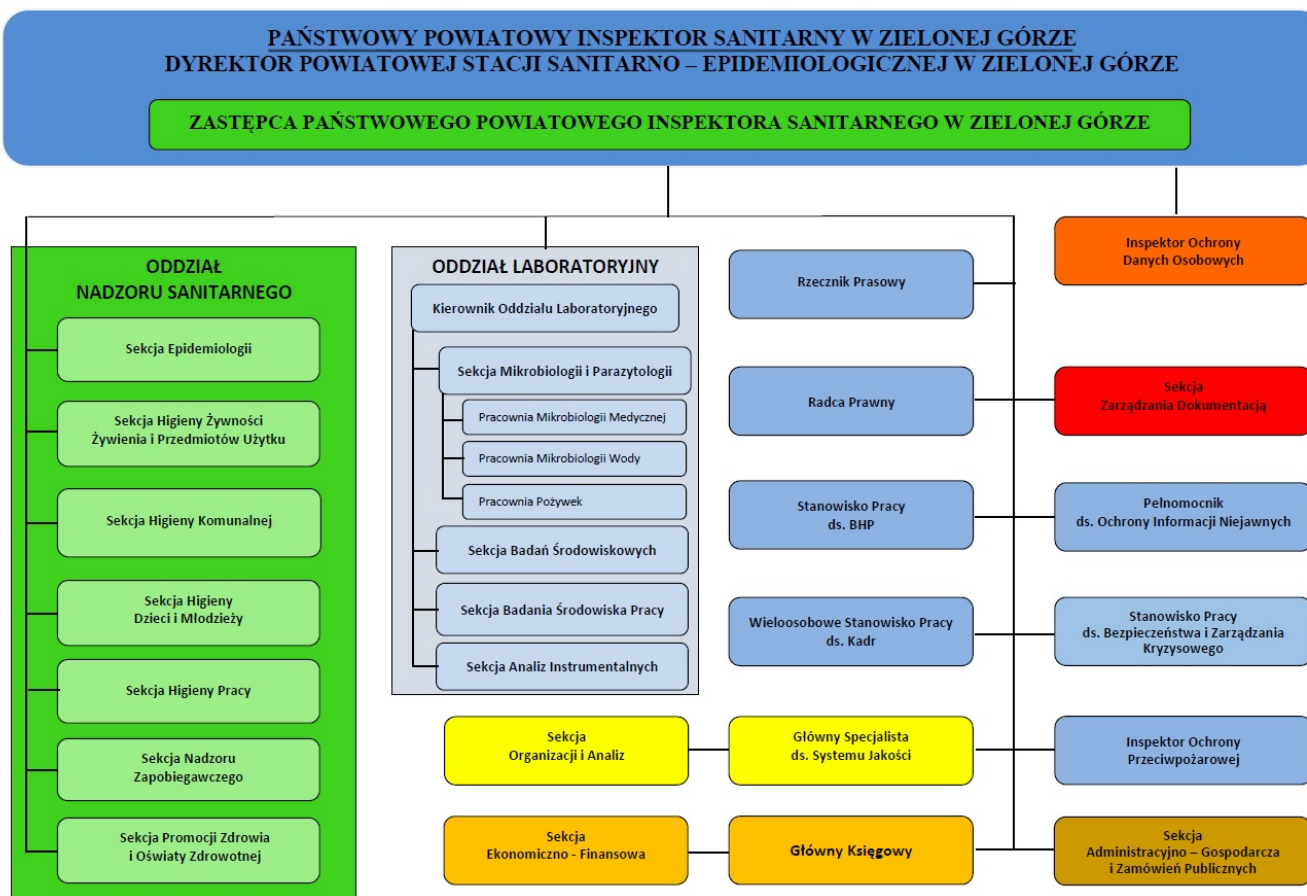 PAŃSTWOWY POWIATOWY INSPEKTOR SANITARNY W ZIELONEJ GÓRZE
DYREKTOR POWIATOWEJ STACJI SANITARNO – EPIDEMIOLOGICZNEJ W ZIELONEJ GÓRZE
ZASTĘPCA PAŃSTWOWEGO POWIATOWEGO INSPEKTORA SANITARNEGO W ZIELONEJ GÓRZE
ODDZIAŁ
NADZORU SANITARNEGO
Sekcja Epidemiologii
Sekcja Higieny Żywności
Żywienia i Przedmiotów Użytku
Sekcja Higieny Komunalnej
Sekcja Higieny
Dzieci i Młodzieży
Sekcja Higieny Pracy
Sekcja Nadzoru
Zapobiegawczego
Sekcja Promocji Zdrowia
i Oświaty Zdrowotnej
ODDZIAŁ LABORATORYJNY
Kierownik Oddziału Laboratoryjnego
Sekcja Mikrobiologii i Parazytologii
Pracownia Mikrobiologii Medycznej
Pracownia Mikrobiologii Wody
Pracownia Pożywek
Sekcja Badań Środowiskowych
Sekcja Badania Środowiska Pracy
Sekcja Analiz Instrumentalnych
Sekcja
Organizacji i Analiz
Sekcja
Ekonomiczno - Finansowa
Rzecznik Prasowy
Radca Prawny
Stanowisko Pracy
ds. BHP
Wieloosobowe Stanowisko Pracy
ds. Kadr
Główny Specjalista
ds. Systemu Jakości
Główny Księgowy
Inspektor Ochrony
Danych Osobowych
Sekcja
Zarządzania Dokumentacją
Pełnomocnik
ds. Ochrony Informacji Niejawnych
Stanowisko Pracy
ds. Bezpieczeństwa i Zarządzania
Kryzysowego
Inspektor Ochrony
Przeciwpożarowej
Sekcja
Administracyjno – Gospodarcza
i Zamówień Publicznych